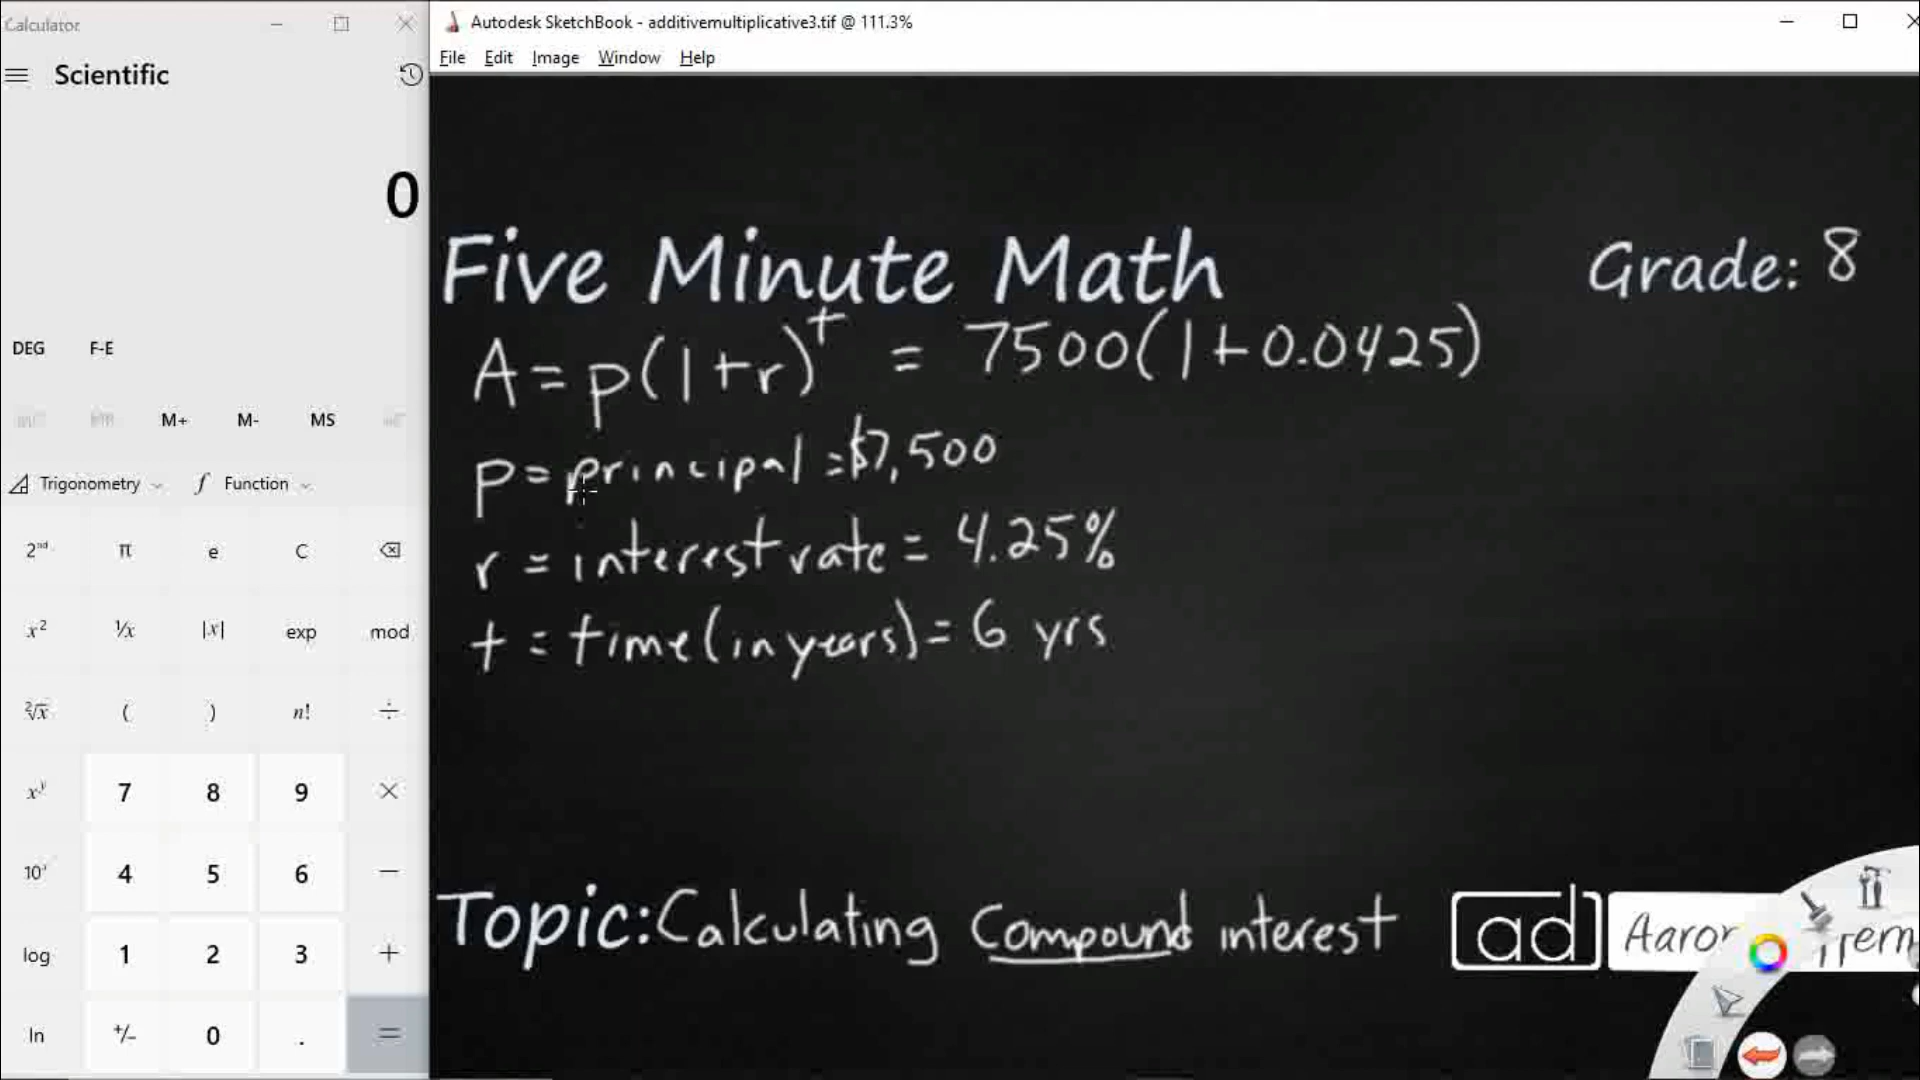 Calculator
Scientific
0
DEG F-E
M+ M- MS
Trigonometry f Function
2nd π e C
x² ¹/x |x| exp mod
²√x ( ) n! ÷
xʸ 7 8 9 ×
10ˣ 4 5 6 −
log 1 2 3 +
ln +/− 0 . =
Autodesk SketchBook - additivemultiplicative3.tif @ 111.3%
File Edit Image Window Help
Five Minute Math
Grade: 8
A = p(1+r)ᵗ = 7500(1+0.0425)
p = principal = $7,500
r = interest rate = 4.25%
t = time (in years) = 6 yrs
Topic: Calculating Compound interest
ad